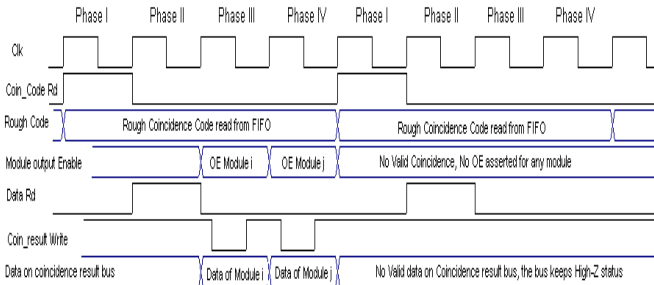 Phase I Phase II Phase III Phase IV Phase I Phase II Phase III Phase IV
Clk
Coin_Code Rd
Rough Code Rough Coincidence Code read from FIFO Rough Coincidence Code read from FIFO
Module output Enable OE Module i OE Module j No Valid Coincidence, No OE asserted for any module
Data Rd
Coin_result Write
Data on coincidence result bus Data of Module i Data of Module j No Valid data on Coincidence result bus, the bus keeps High-Z status